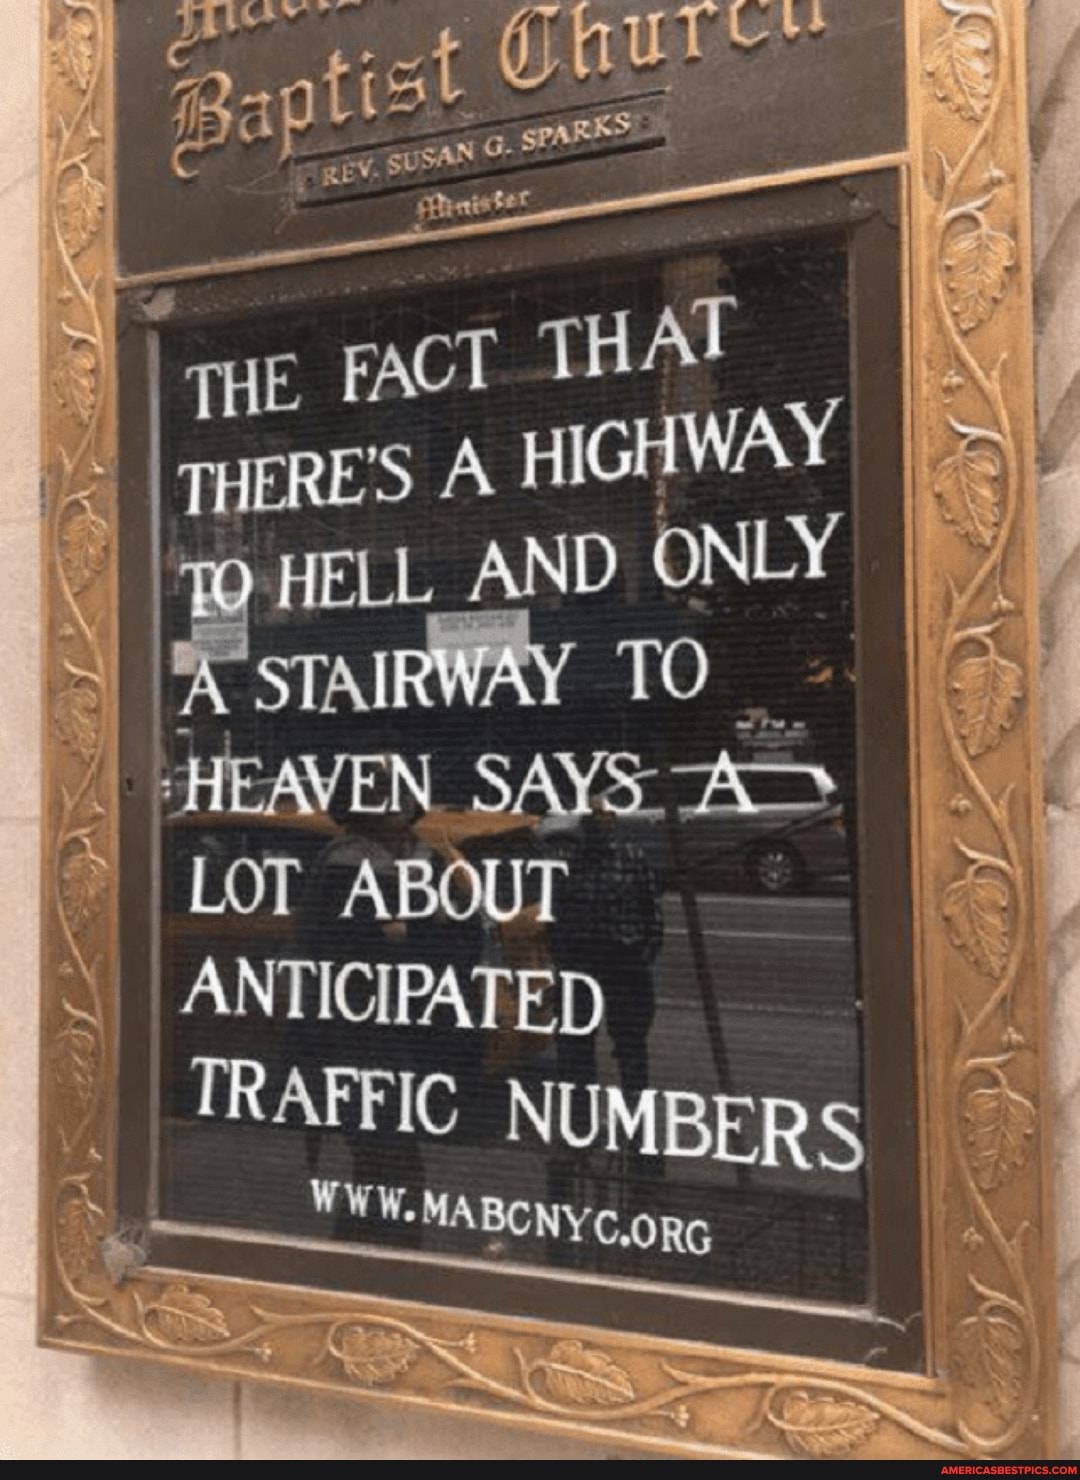 Baptist Church
REV. SUSAN G. SPARKS
Minister
THE FACT THAT
THERE'S A HIGHWAY
TO HELL AND ONLY
A STAIRWAY TO
HEAVEN SAYS A
LOT ABOUT
ANTICIPATED
TRAFFIC NUMBERS
WWW.MABCNYC.ORG
AMERICASBESTPICS.COM